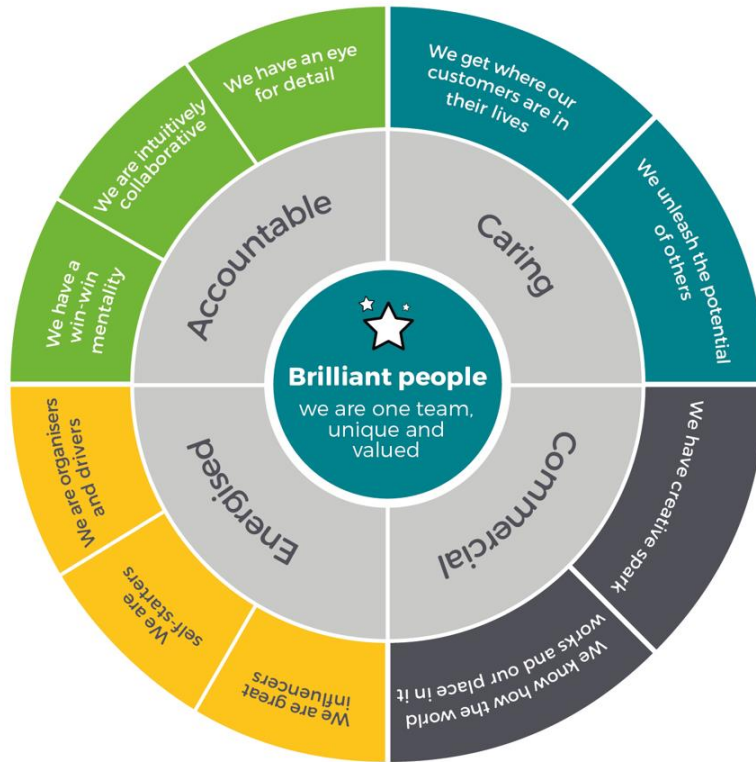 Brilliant people
we are one team,
unique and
valued
Accountable
We have a
win-win
mentality
We are intuitively
collaborative
We have an eye
for detail
Caring
We get where our
customers are in
their lives
We unleash the potential
of others
Commercial
We have creative spark
We know how the world
works and our place in it
Energised
We are great
influencers
We are
self-starters
We are organisers
and drivers